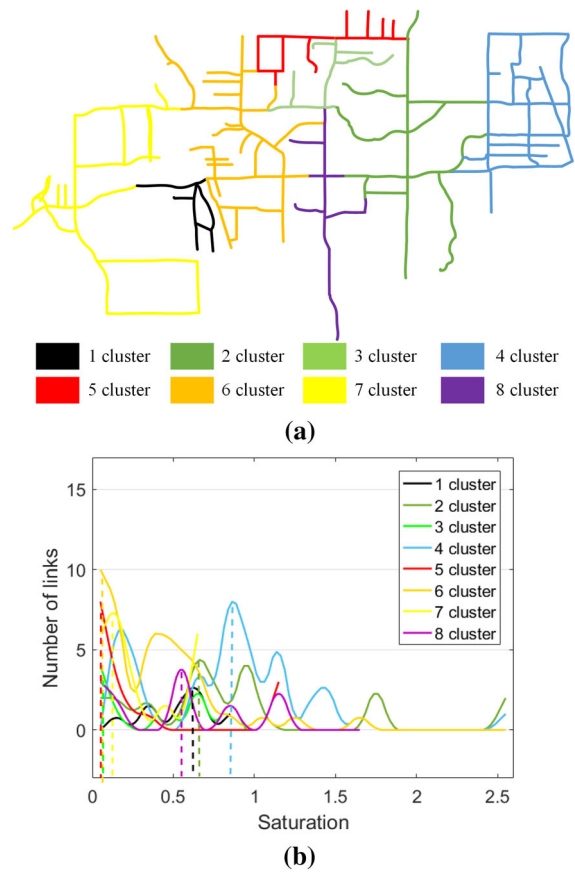 1 cluster 2 cluster 3 cluster 4 cluster
5 cluster 6 cluster 7 cluster 8 cluster
(a)
15
10
5
0
Number of links
0 0.5 1 1.5 2 2.5
Saturation
1 cluster
2 cluster
3 cluster
4 cluster
5 cluster
6 cluster
7 cluster
8 cluster
(b)